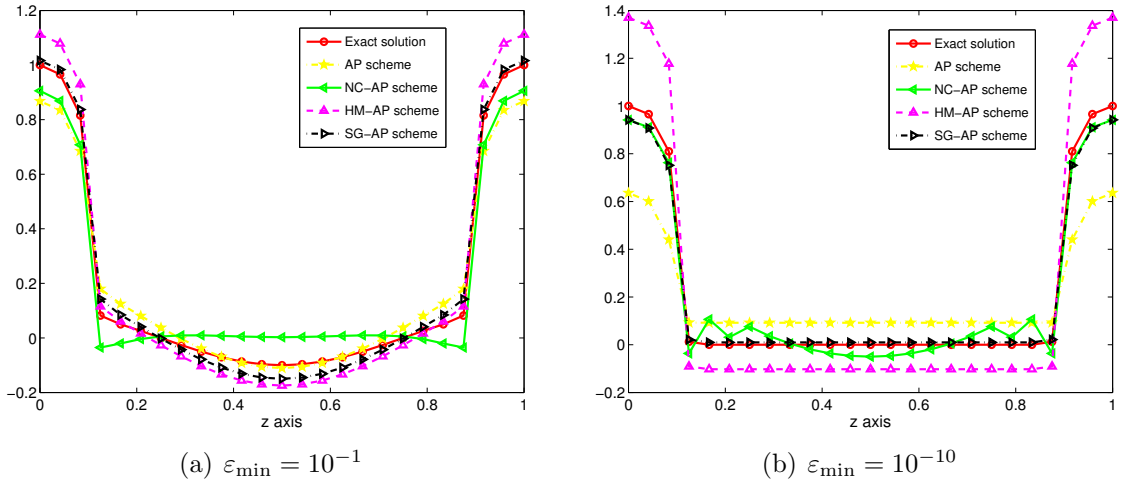 1.2
1
0.8
0.6
0.4
0.2
0
−0.2
0 0.2 0.4 0.6 0.8 1
z axis
Exact solution
AP scheme
NC−AP scheme
HM−AP scheme
SG−AP scheme
(a) ε_min = 10^−1
1.4
1.2
1
0.8
0.6
0.4
0.2
0
−0.2
0 0.2 0.4 0.6 0.8 1
z axis
Exact solution
AP scheme
NC−AP scheme
HM−AP scheme
SG−AP scheme
(b) ε_min = 10^−10